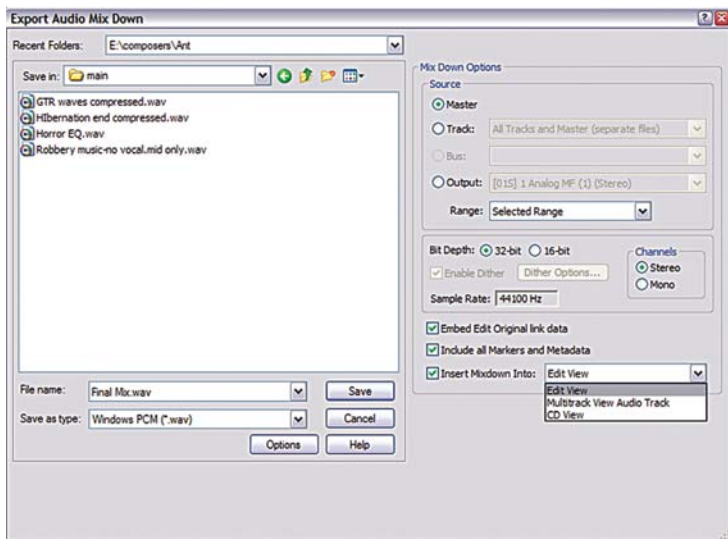 Export Audio Mix Down
Recent Folders: E:\composers\Ant
Save in: main
GTR waves compressed.wav
HIbernation end compressed.wav
Horror EQ.wav
Robbery music-no vocal.mid only.wav
File name: Final Mix.wav
Save
Save as type: Windows PCM (*.wav)
Cancel
Options
Help
Mix Down Options
Source
Master
Track: All Tracks and Master (separate files)
Bus:
Output: [01S] 1 Analog MF (1) (Stereo)
Range: Selected Range
Bit Depth: 32-bit 16-bit
Enable Dither Dither Options...
Sample Rate: 44100 Hz
Channels
Stereo
Mono
Embed Edit Original link data
Include all Markers and Metadata
Insert Mixdown Into: Edit View
Edit View
Multitrack View Audio Track
CD View